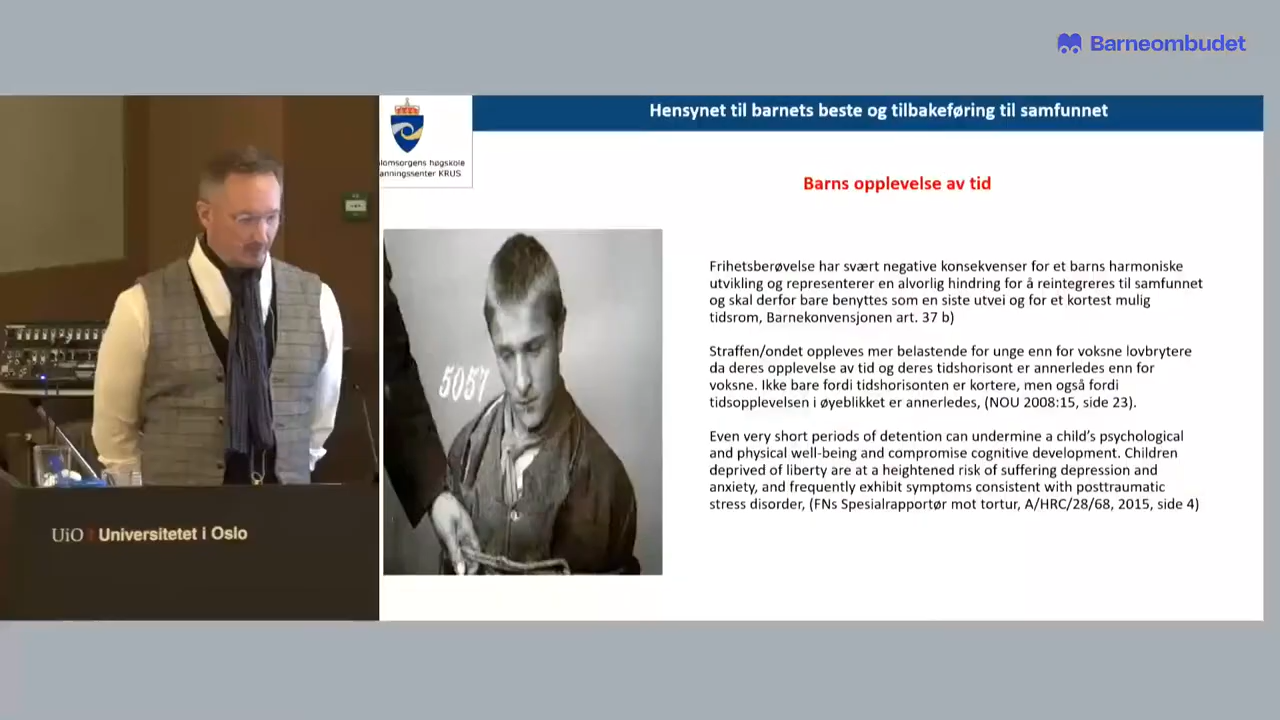 Barneombudet
Hensynet til barnets beste og tilbakeføring til samfunnet
lomsorgens høgskole
anningssenter KRUS
Barns opplevelse av tid
Frihetsberøvelse har svært negative konsekvenser for et barns harmoniske
utvikling og representerer en alvorlig hindring for å reintegreres til samfunnet
og skal derfor bare benyttes som en siste utvei og for et kortest mulig
tidsrom, Barnekonvensjonen art. 37 b)
Straffen/ondet oppleves mer belastende for unge enn for voksne lovbrytere
da deres opplevelse av tid og deres tidshorisont er annerledes enn for
voksne. Ikke bare fordi tidshorisonten er kortere, men også fordi
tidsopplevelsen i øyeblikket er annerledes, (NOU 2008:15, side 23).
Even very short periods of detention can undermine a child’s psychological
and physical well-being and compromise cognitive development. Children
deprived of liberty are at a heightened risk of suffering depression and
anxiety, and frequently exhibit symptoms consistent with posttraumatic
stress disorder, (FNs Spesialrapportør mot tortur, A/HRC/28/68, 2015, side 4)
5057
UiO Universitetet i Oslo